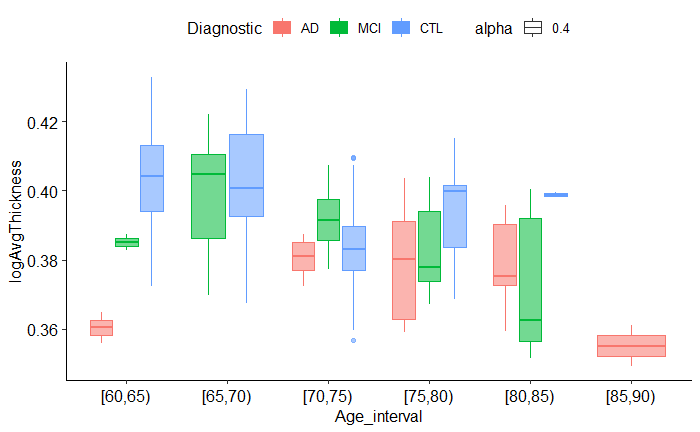 Diagnostic AD MCI CTL alpha 0.4
logAvgThickness
0.42
0.40
0.38
0.36
[60,65) [65,70) [70,75) [75,80) [80,85) [85,90)
Age_interval